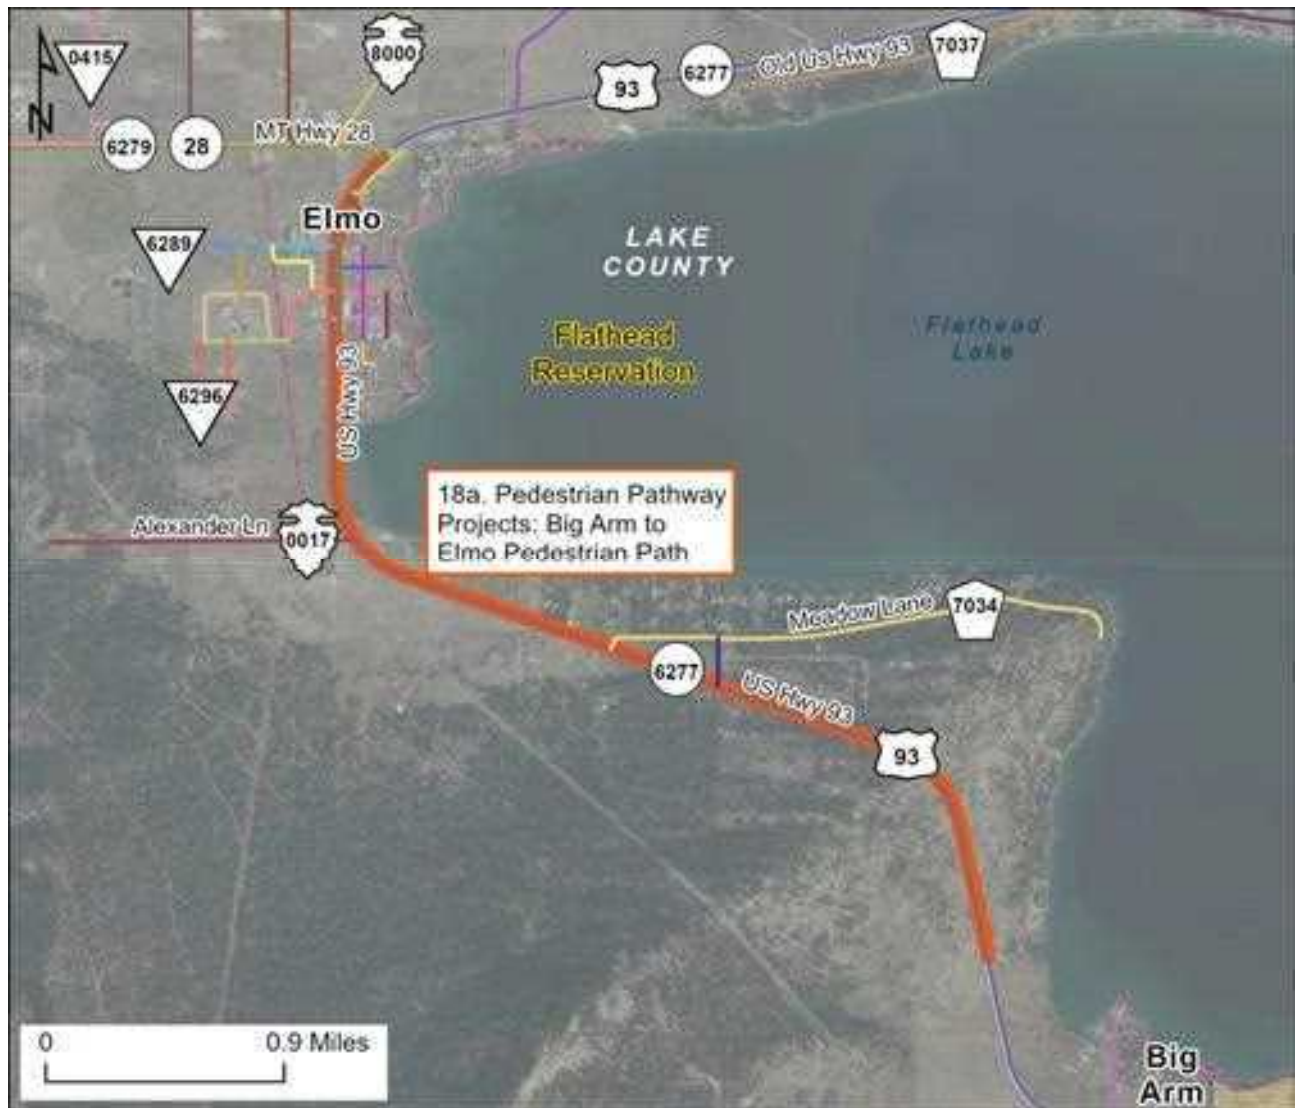 8000
7037
0415
Old Us Hwy 93
6277
93
N
MT Hwy 28
6279
28
Elmo
LAKE
COUNTY
6289
Flathead
Lake
Flathead
Reservation
6296
US Hwy 93
18a. Pedestrian Pathway
Projects: Big Arm to
Elmo Pedestrian Path
Alexander Ln
0017
Meadow Lane
7034
6277
US Hwy 93
93
0
0.9 Miles
Big
Arm